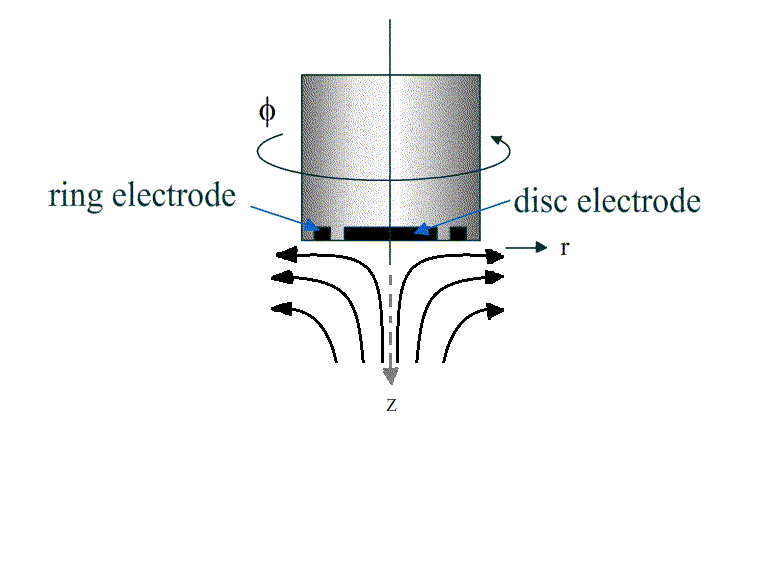 ϕ
ring electrode
disc electrode
r
z